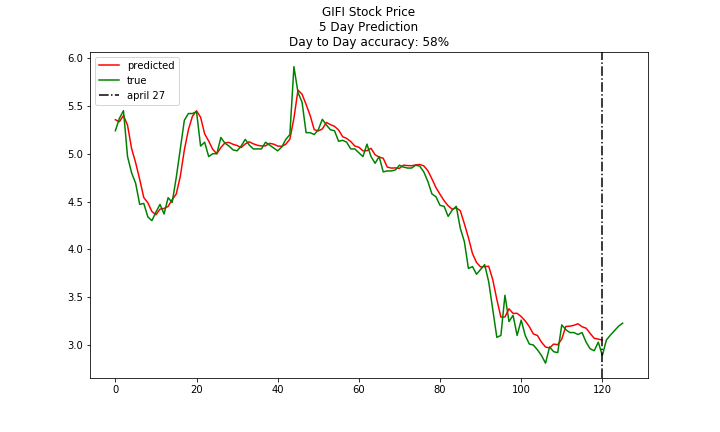 GIFI Stock Price
5 Day Prediction
Day to Day accuracy: 58%
predicted
true
april 27
6.0
5.5
5.0
4.5
4.0
3.5
3.0
0 20 40 60 80 100 120